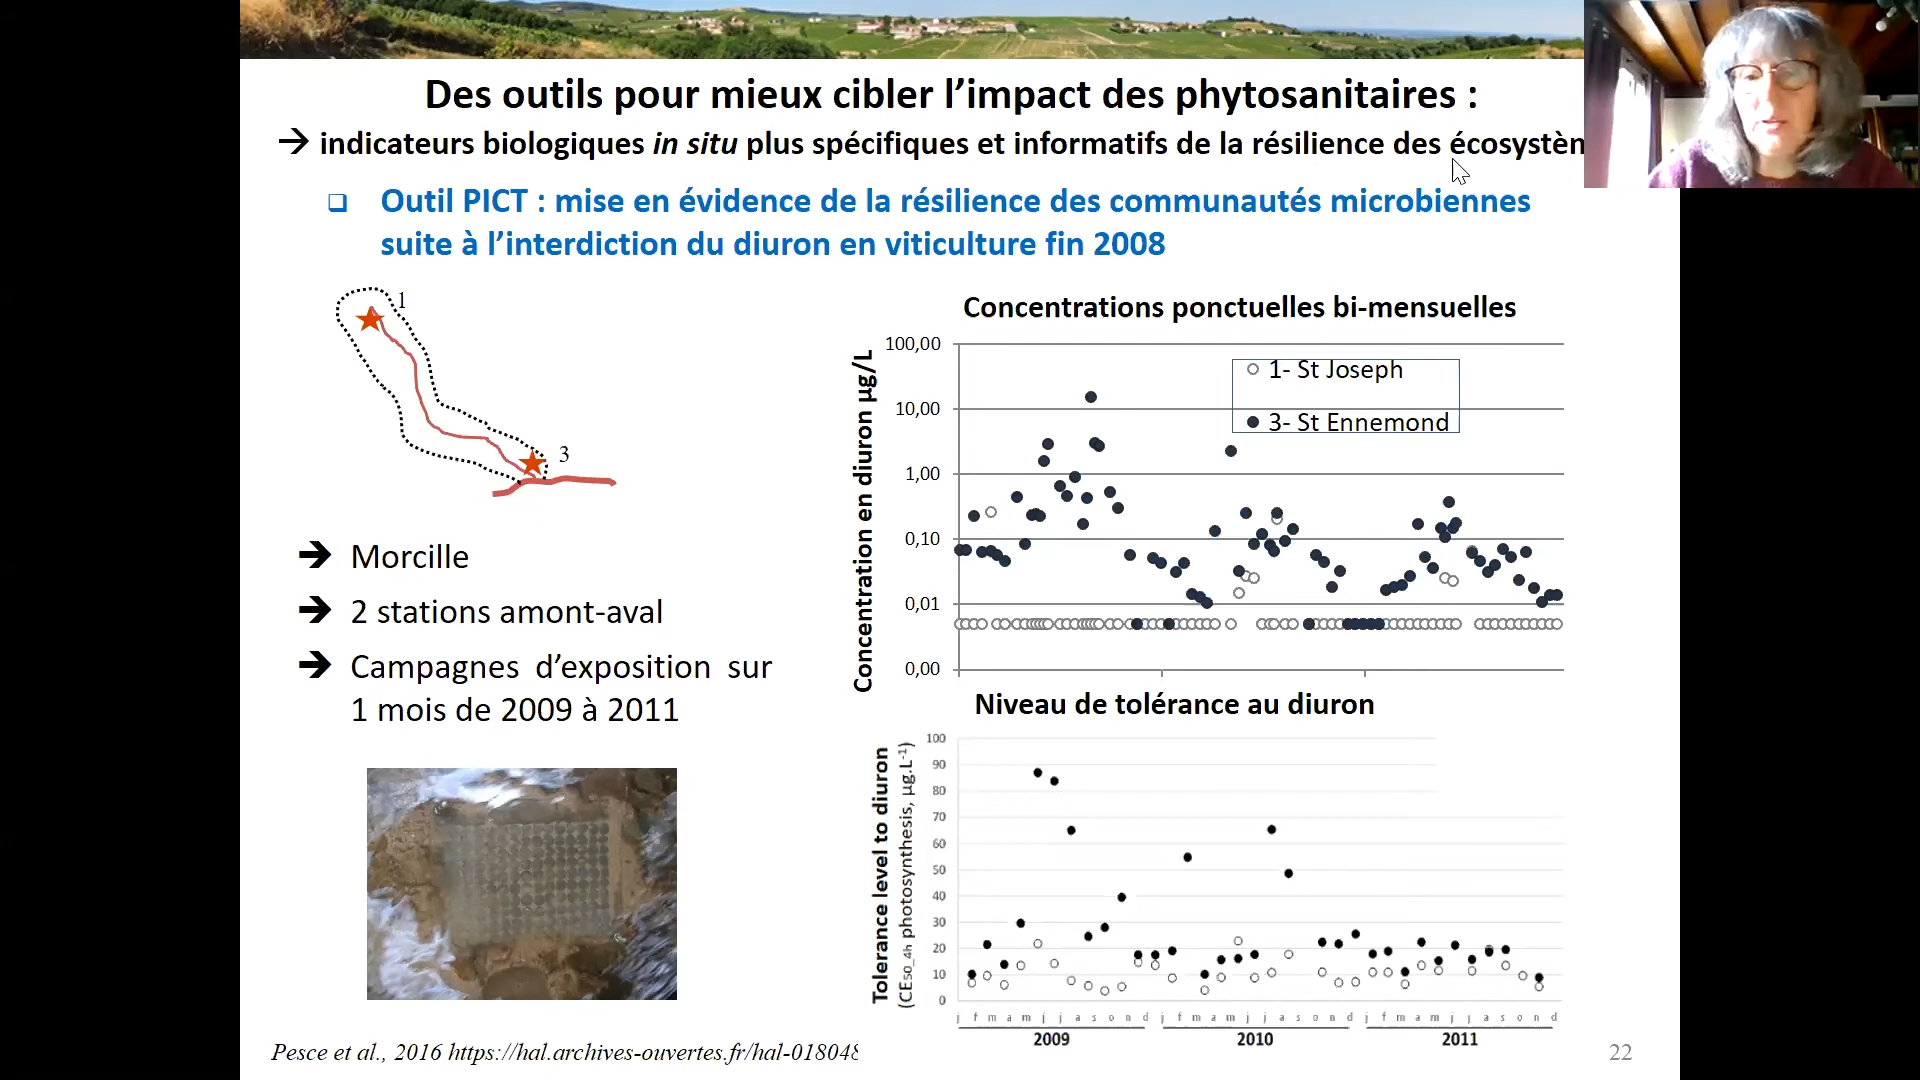 Des outils pour mieux cibler l’impact des phytosanitaires :
→ indicateurs biologiques in situ plus spécifiques et informatifs de la résilience des écosystèn
Outil PICT : mise en évidence de la résilience des communautés microbiennes
suite à l’interdiction du diuron en viticulture fin 2008
1
3
Morcille
2 stations amont-aval
Campagnes d’exposition sur
1 mois de 2009 à 2011
Concentrations ponctuelles bi-mensuelles
Concentration en diuron µg/L
100,00
10,00
1,00
0,10
0,01
0,00
1- St Joseph
3- St Ennemond
Niveau de tolérance au diuron
Tolerance level to diuron
(CE50_4h photosynthesis, µg.L-1)
100
90
80
70
60
50
40
30
20
10
0
j f m a m j j a s o n d j f m a m j j a s o n d j f m a m j j a s o n d
2009 2010 2011
Pesce et al., 2016 https://hal.archives-ouvertes.fr/hal-018048
22